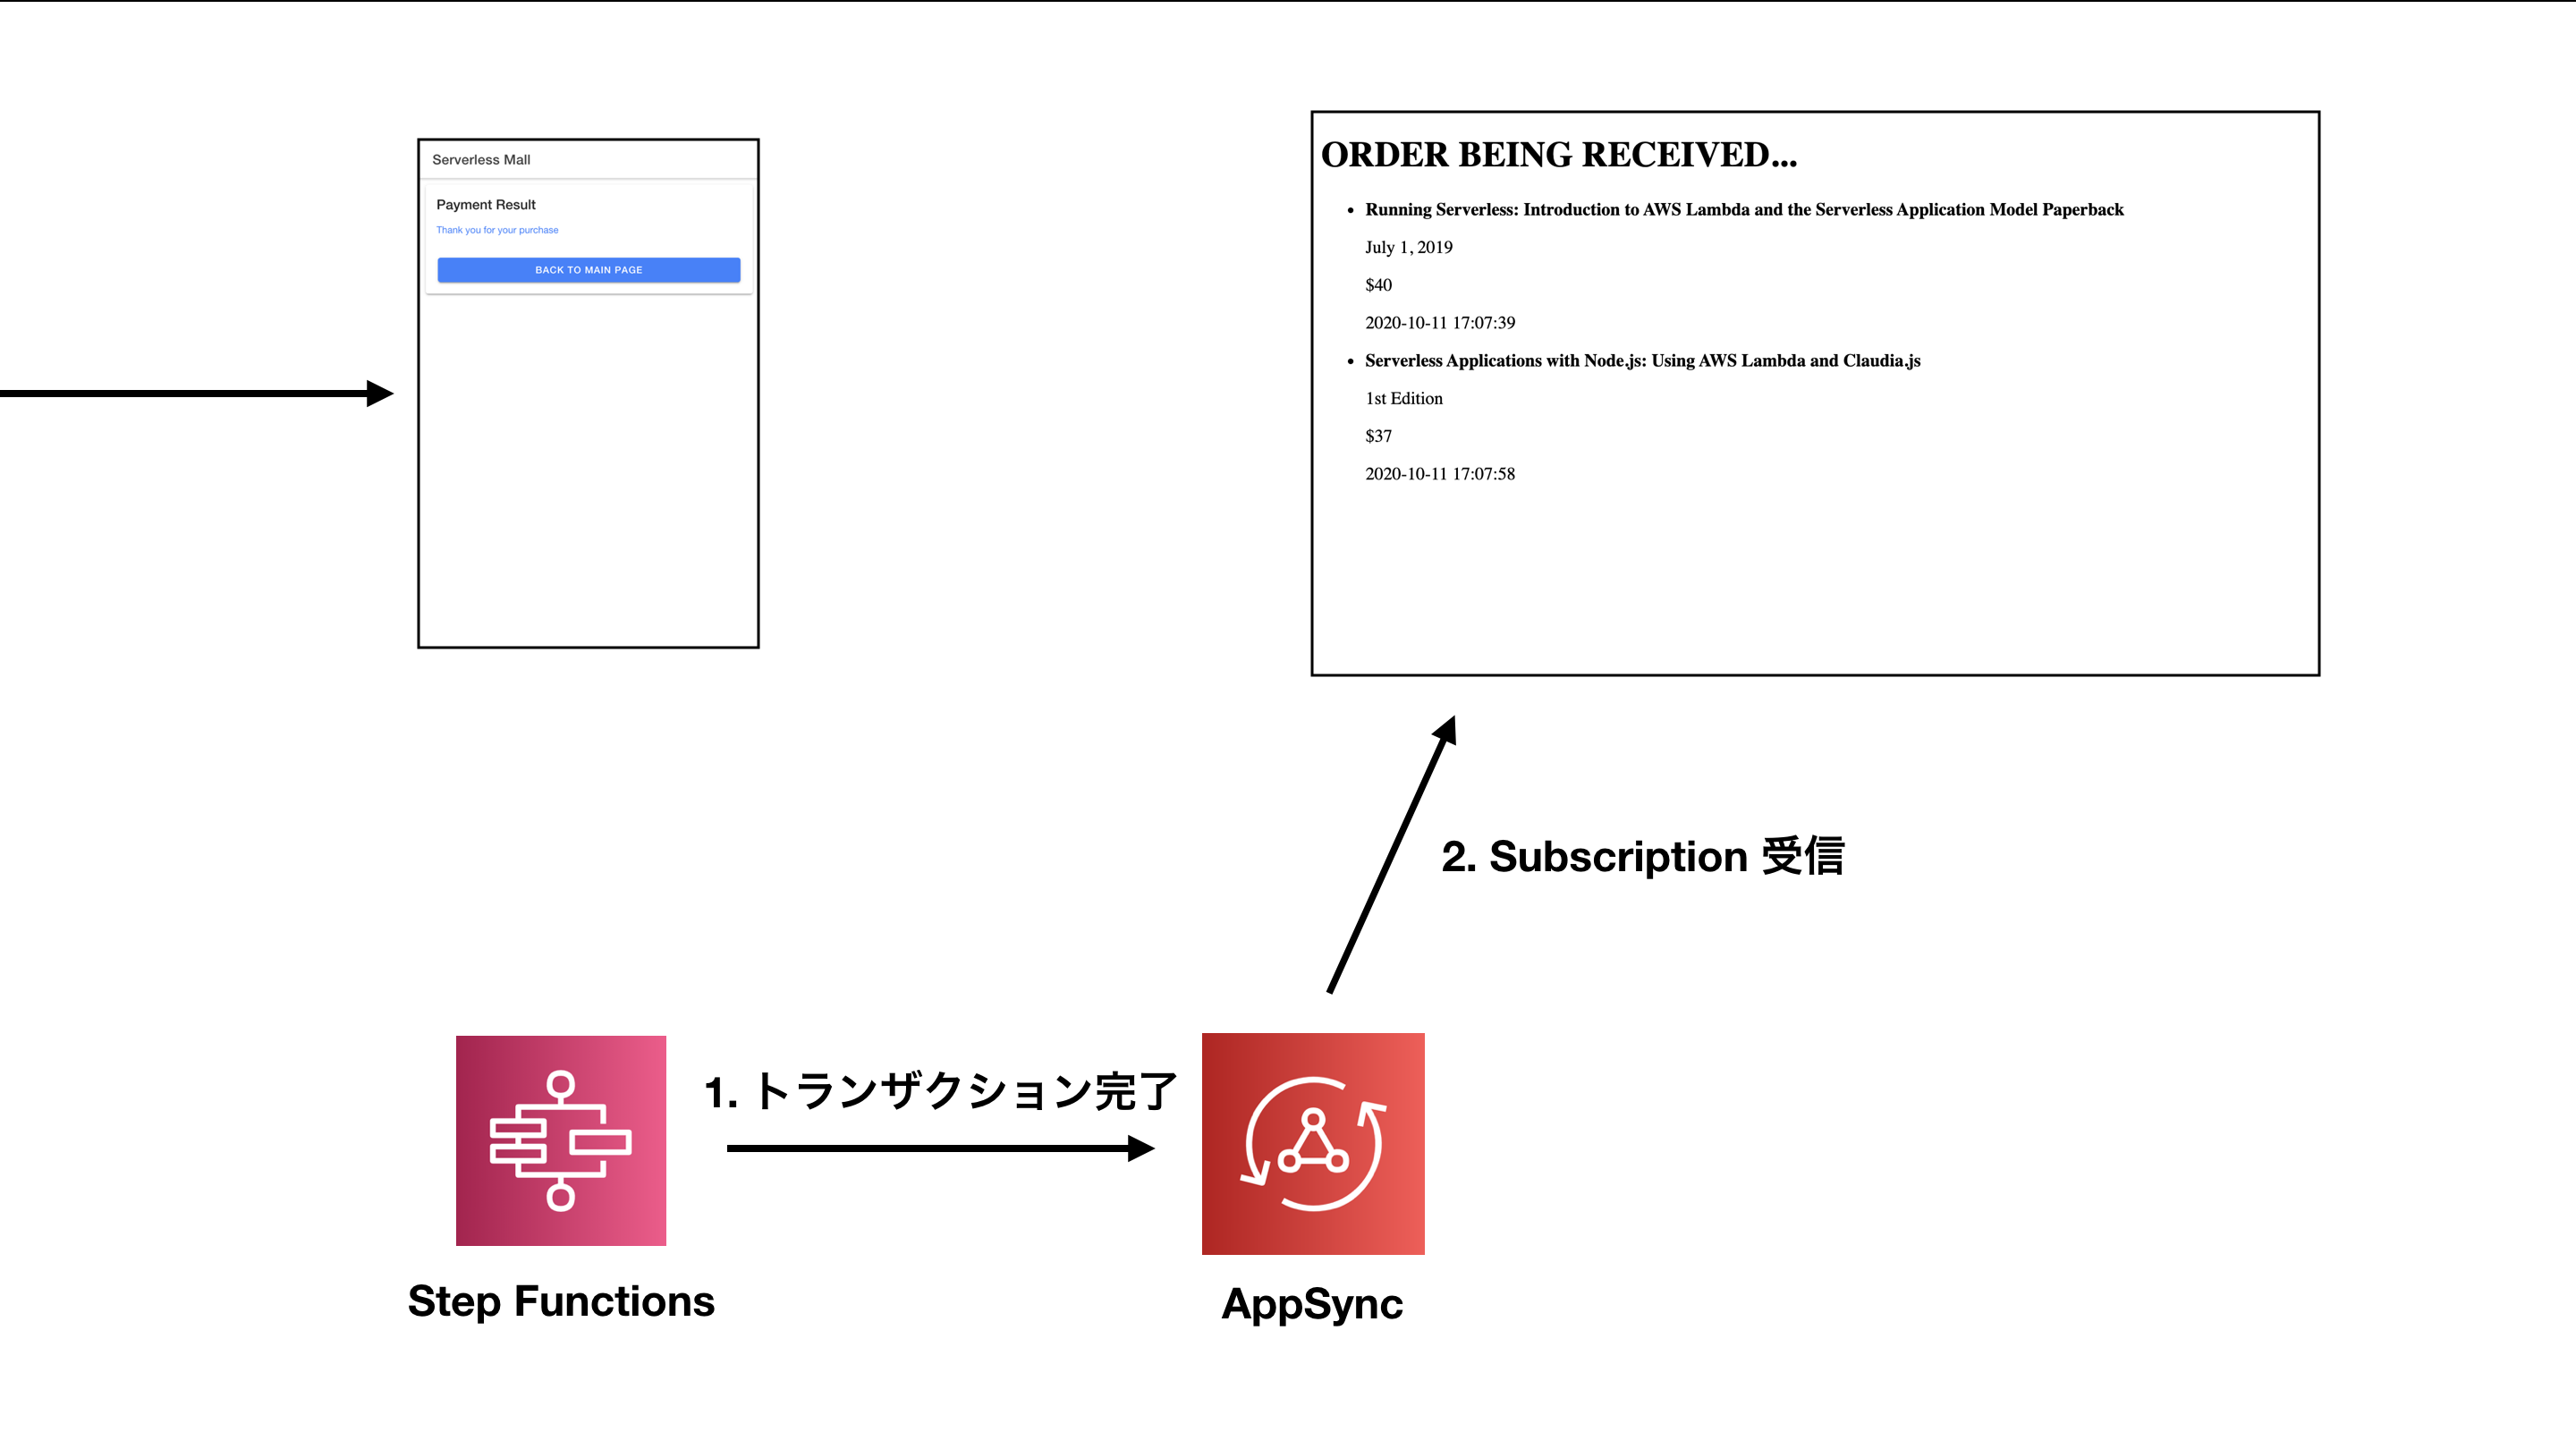 Serverless Mall
Payment Result
Thank you for your purchase
BACK TO MAIN PAGE
ORDER BEING RECEIVED...
Running Serverless: Introduction to AWS Lambda and the Serverless Application Model Paperback
July 1, 2019
$40
2020-10-11 17:07:39
Serverless Applications with Node.js: Using AWS Lambda and Claudia.js
1st Edition
$37
2020-10-11 17:07:58
2. Subscription 受信
1. トランザクション完了
Step Functions
AppSync